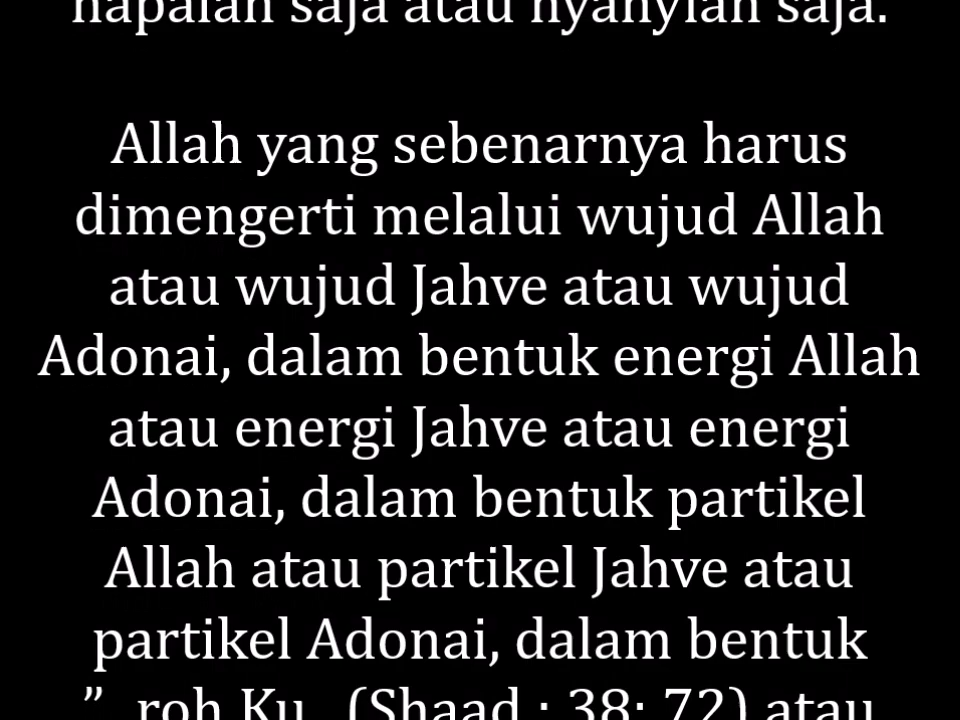 hapalan saja atau nyanyian saja.
Allah yang sebenarnya harus
dimengerti melalui wujud Allah
atau wujud Jahve atau wujud
Adonai, dalam bentuk energi Allah
atau energi Jahve atau energi
Adonai, dalam bentuk partikel
Allah atau partikel Jahve atau
partikel Adonai, dalam bentuk
”..roh Ku.. (Shaad : 38: 72) atau